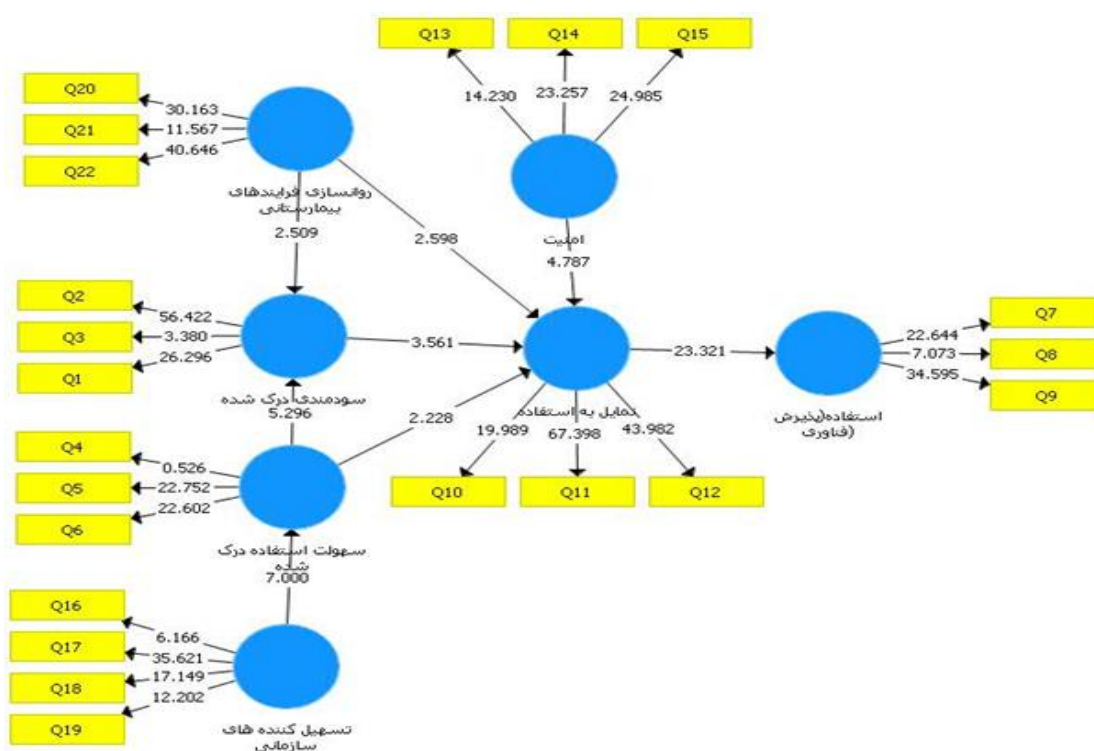 Q13
Q14
Q15
14.230
23.257
24.985
Q20
Q21
Q22
30.163
11.567
40.646
روانسازی فرایندهای
بیمارستانی
امنیت
2.509
2.598
4.787
Q2
Q3
Q1
56.422
3.380
26.296
سودمندی درک شده
3.561
تمایل به استفاده
23.321
استفاده(پذیرش
فناوری)
22.644
7.073
34.595
Q7
Q8
Q9
5.296
2.228
19.989
67.398
43.982
Q10
Q11
Q12
Q4
Q5
Q6
0.526
22.752
22.602
سهولت استفاده درک
شده
7.000
Q16
Q17
Q18
Q19
6.166
35.621
17.149
12.202
تسهیل کننده های
سازمانی